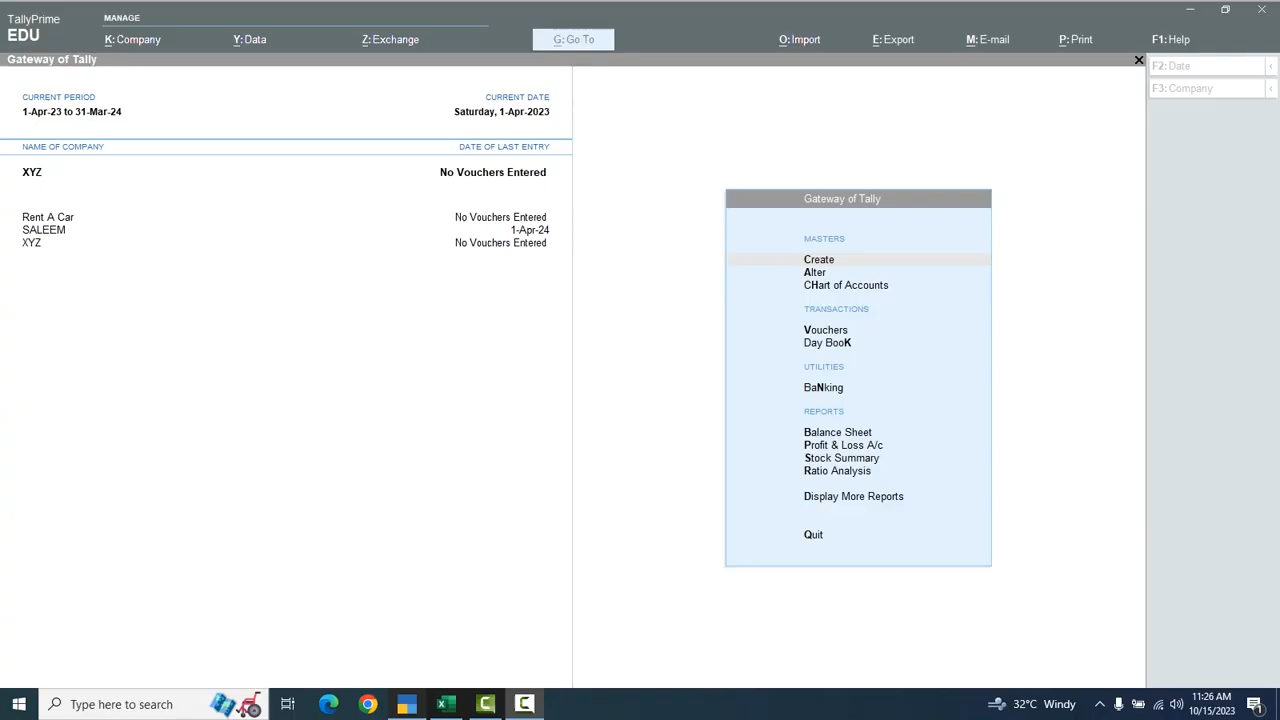 TallyPrime
EDU
MANAGE
K: Company
Y: Data
Z: Exchange
G: Go To
O: Import
E: Export
M: E-mail
P: Print
F1: Help
Gateway of Tally
F2: Date
F3: Company
CURRENT PERIOD
CURRENT DATE
1-Apr-23 to 31-Mar-24
Saturday, 1-Apr-2023
NAME OF COMPANY
DATE OF LAST ENTRY
XYZ
No Vouchers Entered
Rent A Car
No Vouchers Entered
SALEEM
1-Apr-24
XYZ
No Vouchers Entered
Gateway of Tally
MASTERS
Create
Alter
CHart of Accounts
TRANSACTIONS
Vouchers
Day BooK
UTILITIES
BaNking
REPORTS
Balance Sheet
Profit & Loss A/c
Stock Summary
Ratio Analysis
Display More Reports
Quit
Type here to search
32°C Windy
11:26 AM
10/15/2023